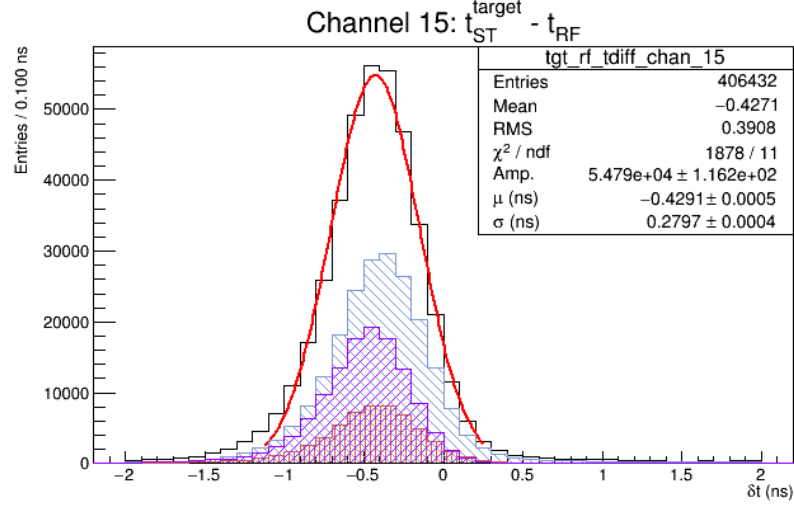 Channel 15: t_ST^target - t_RF
Entries / 0.100 ns
tgt_rf_tdiff_chan_15
Entries 406432
Mean −0.4271
RMS 0.3908
χ² / ndf 1878 / 11
Amp. 5.479e+04 ± 1.162e+02
μ (ns) −0.4291 ± 0.0005
σ (ns) 0.2797 ± 0.0004
50000
40000
30000
20000
10000
0
−2 −1.5 −1 −0.5 0 0.5 1 1.5 2
δt (ns)